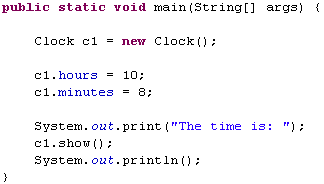 public static void main(String[] args) {
Clock c1 = new Clock();
c1.hours = 10;
c1.minutes = 8;
System.out.print("The time is: ");
c1.show();
System.out.println();
}